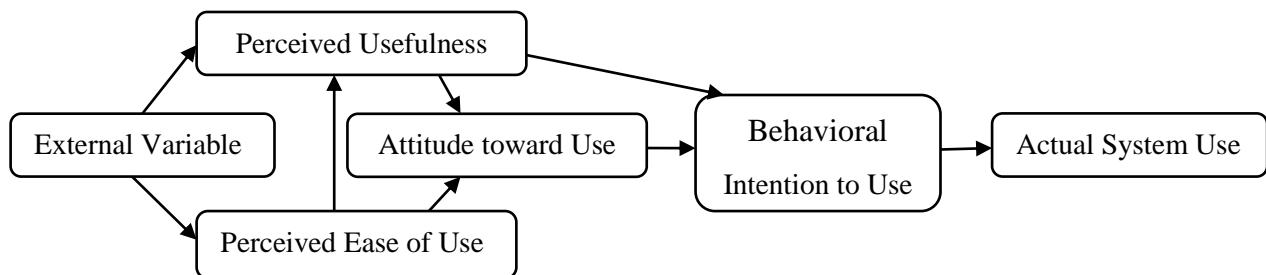 Perceived Usefulness
External Variable
Attitude toward Use
Behavioral
Intention to Use
Actual System Use
Perceived Ease of Use